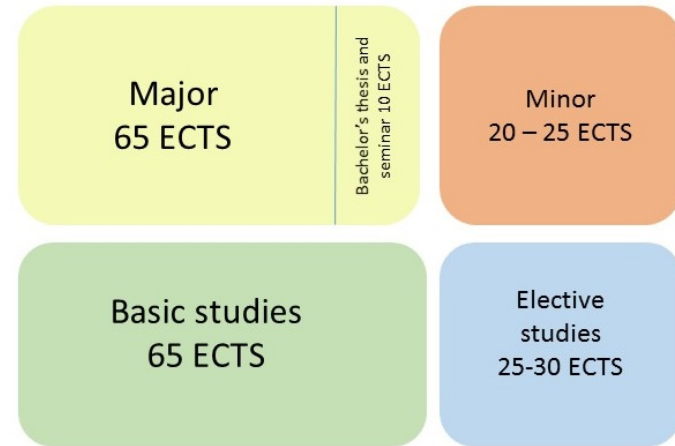 Major
65 ECTS
Bachelor's thesis and
seminar 10 ECTS
Minor
20 – 25 ECTS
Basic studies
65 ECTS
Elective
studies
25-30 ECTS